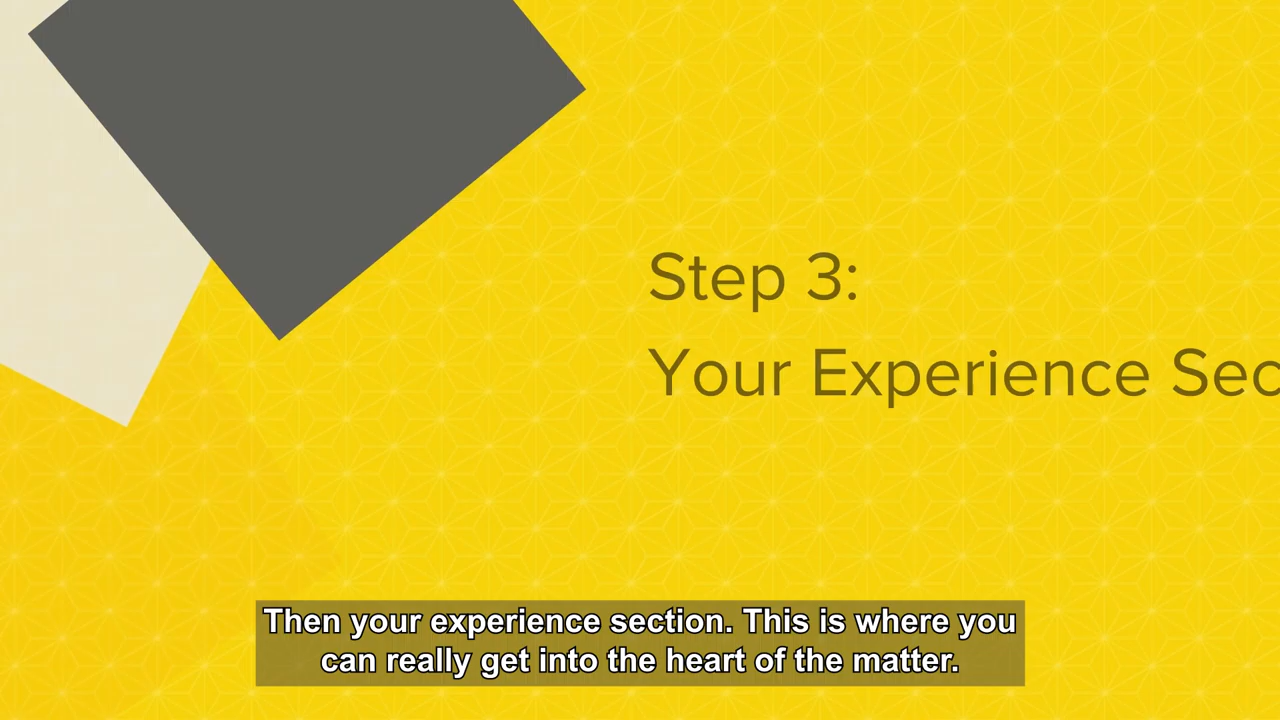 Step 3:
Your Experience Sec
Then your experience section. This is where you
can really get into the heart of the matter.